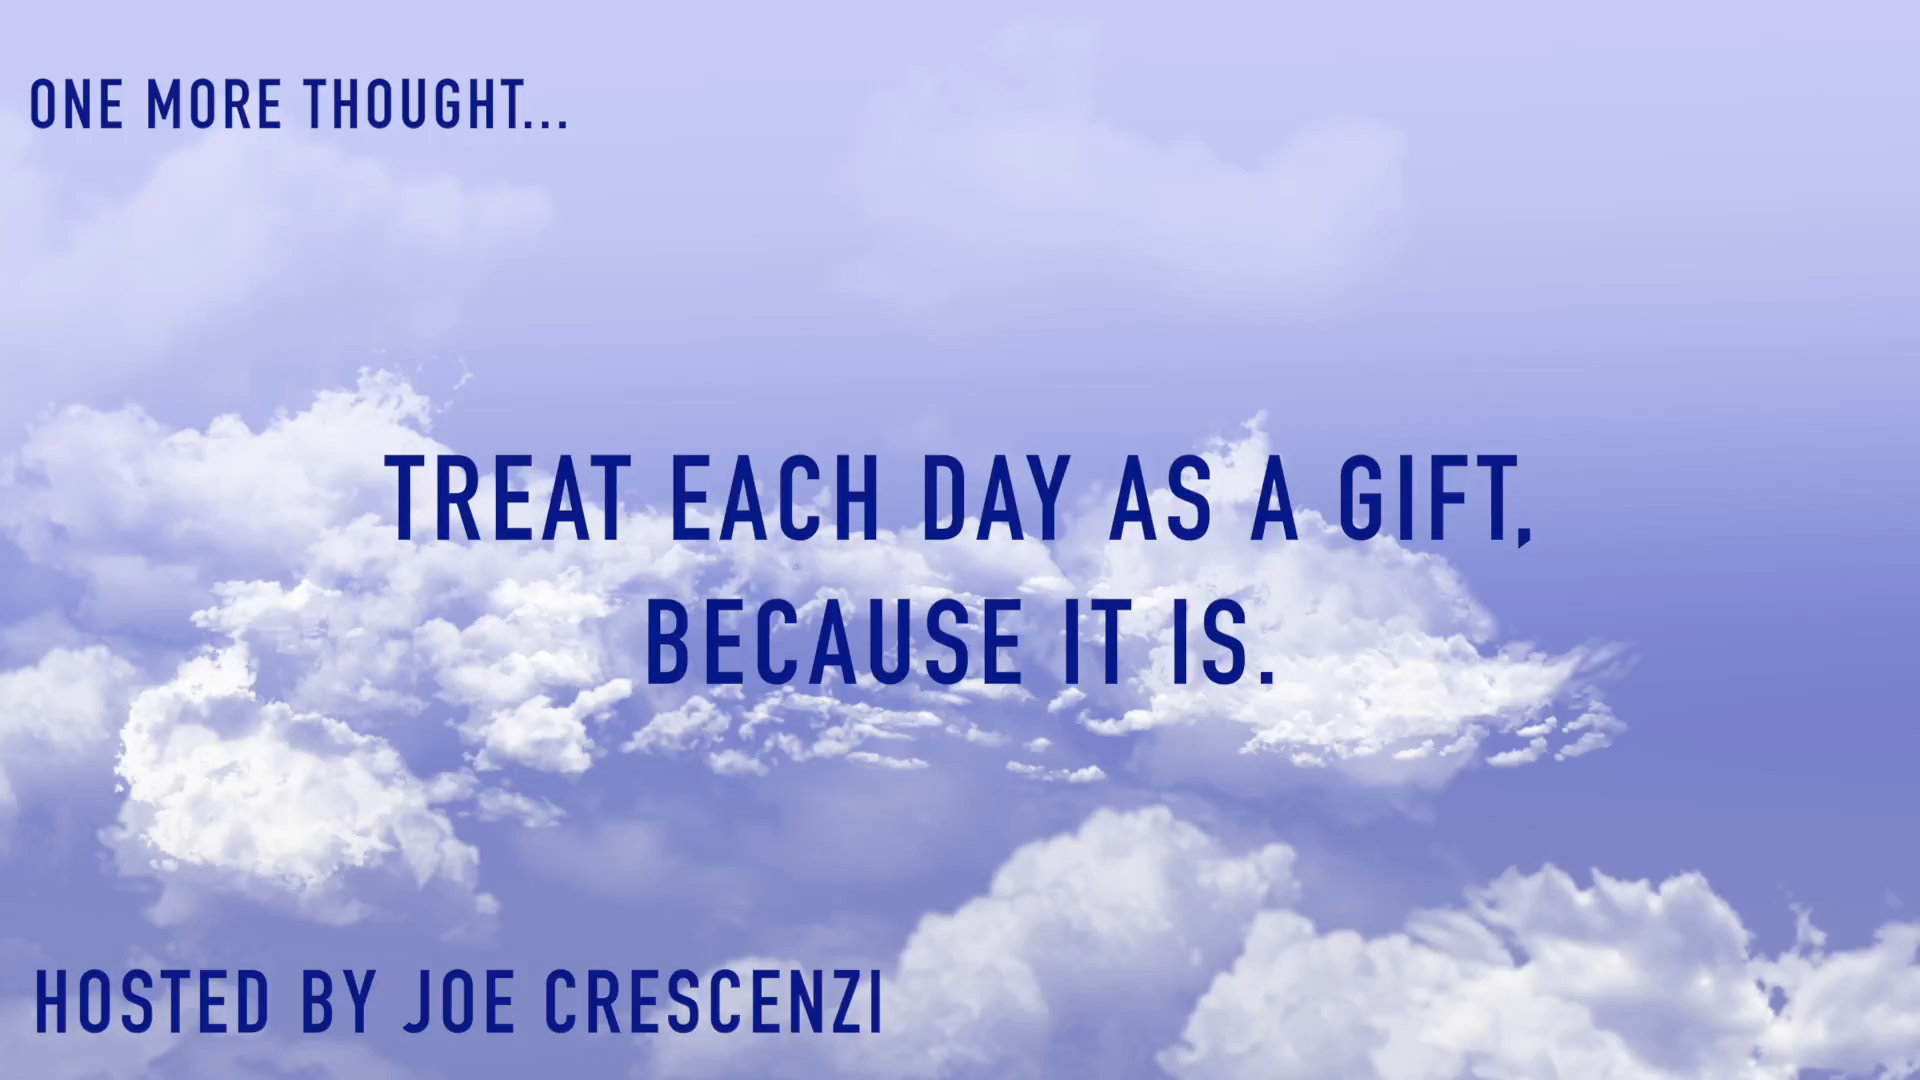 ONE MORE THOUGHT...
TREAT EACH DAY AS A GIFT,
BECAUSE IT IS.
HOSTED BY JOE CRESCENZI